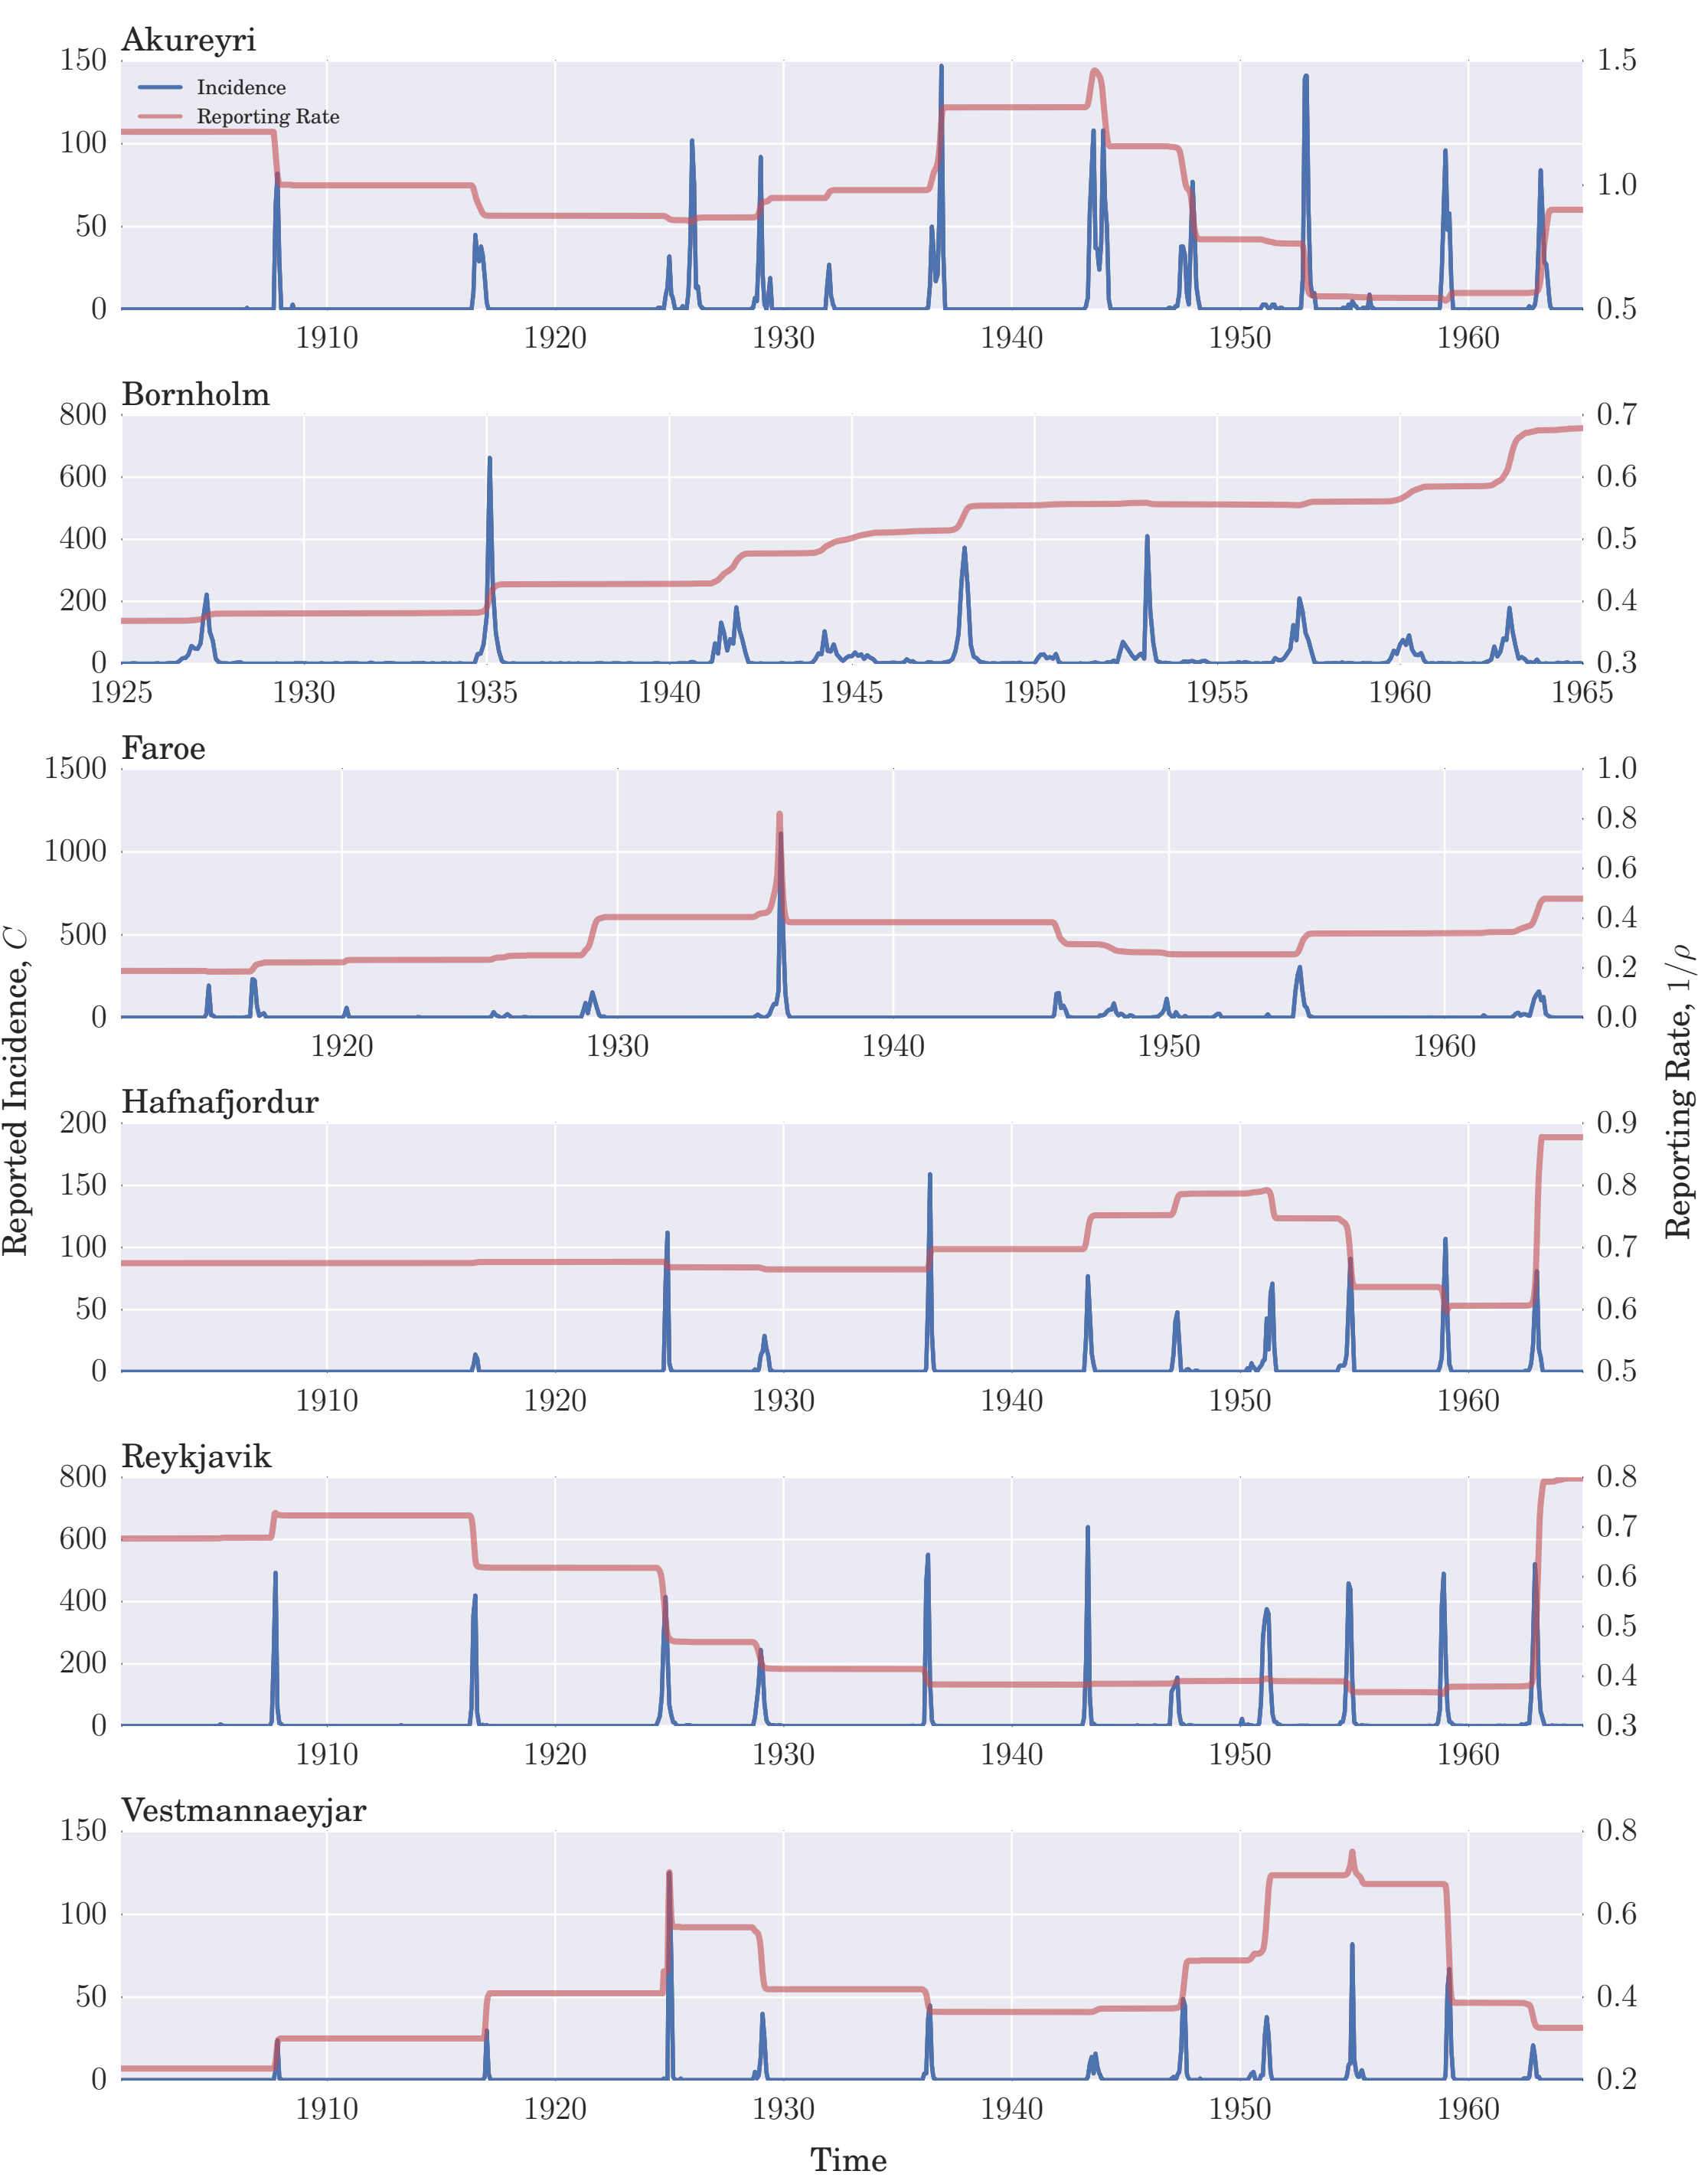 Akureyri
150 1.5
Incidence
Reporting Rate
100
1.0
50
0 0.5
1910 1920 1930 1940 1950 1960
Bornholm
800 0.7
600 0.6
400 0.5
200 0.4
0 0.3
1925 1930 1935 1940 1945 1950 1955 1960 1965
Faroe
1500 1.0
0.8
1000
0.6
500 0.4
0.2
0 0.0
1920 1930 1940 1950 1960
Reported Incidence, C
Reporting Rate, 1/ρ
Hafnafjordur
200 0.9
150 0.8
100 0.7
50 0.6
0 0.5
1910 1920 1930 1940 1950 1960
Reykjavik
800 0.8
0.7
600
0.6
400
0.5
200
0.4
0 0.3
1910 1920 1930 1940 1950 1960
Vestmannaeyjar
150 0.8
100 0.6
50 0.4
0 0.2
1910 1920 1930 1940 1950 1960
Time